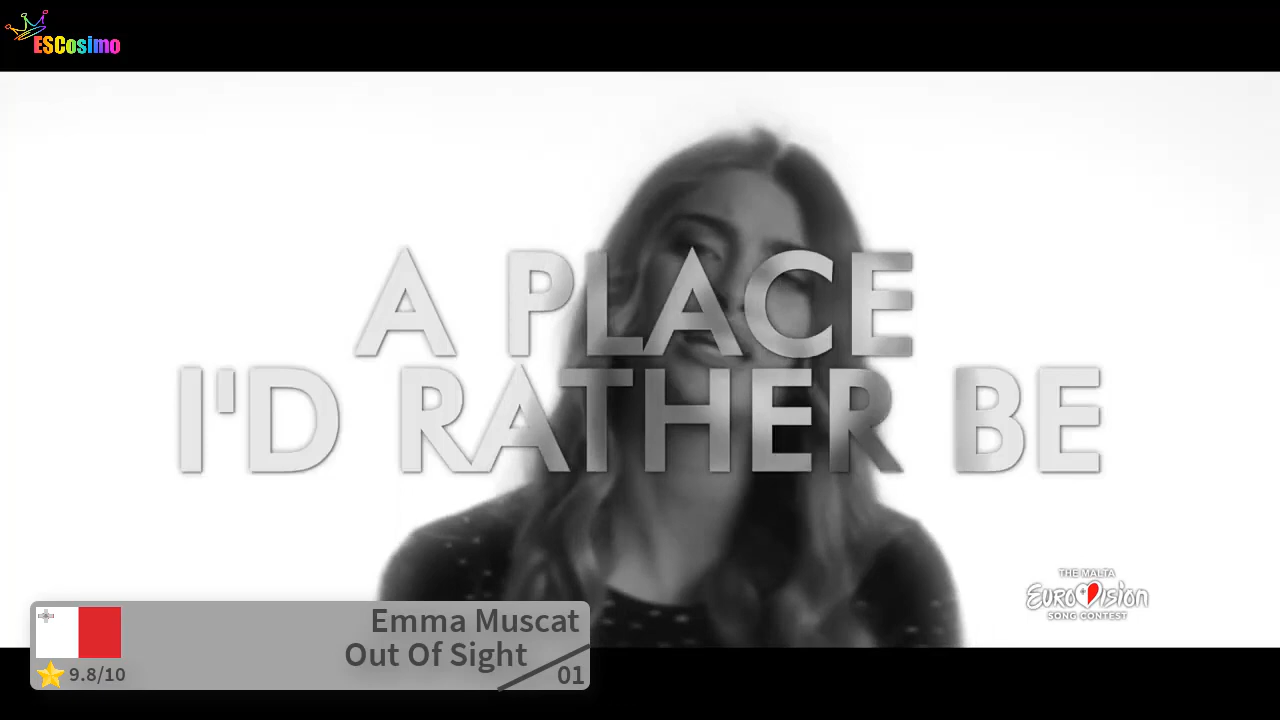 ESCosimo
A PLACE
I'D RATHER BE
THE MALTA
EUROVISION
SONG CONTEST
Emma Muscat
Out Of Sight
9.8/10
01